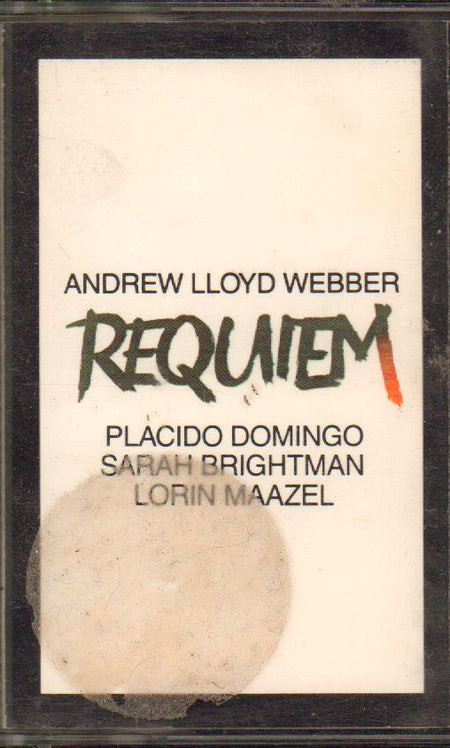 ANDREW LLOYD WEBBER
REQUIEM
PLACIDO DOMINGO
SARAH BRIGHTMAN
LORIN MAAZEL